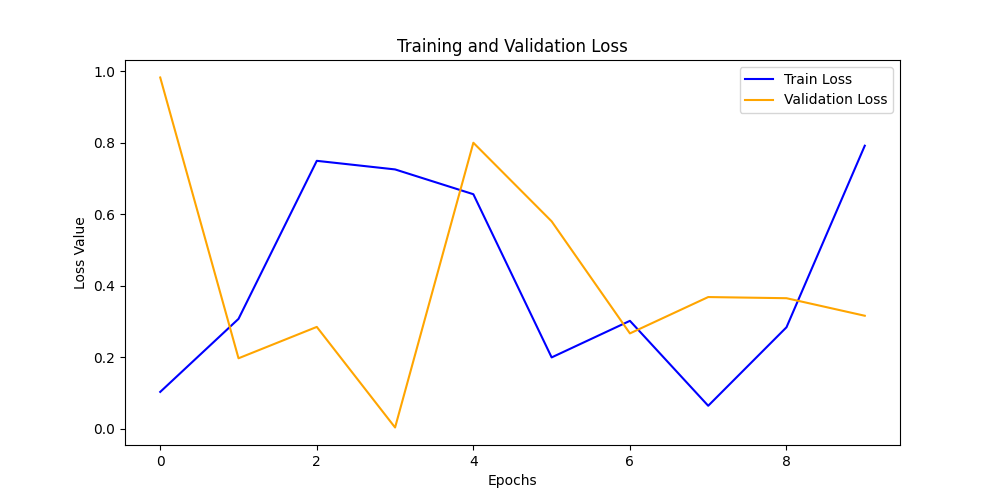 Training and Validation Loss
Train Loss
Validation Loss
1.0
0.8
0.6
0.4
0.2
0.0
Loss Value
0 2 4 6 8
Epochs